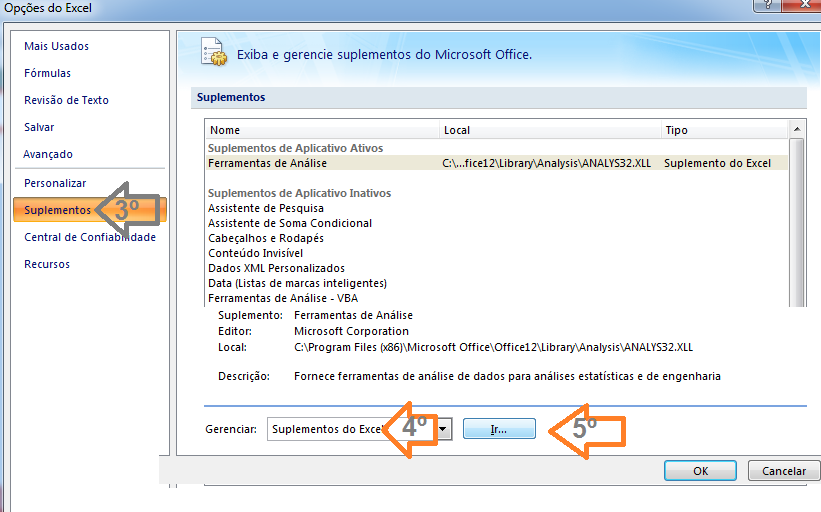 Opções do Excel
?
Mais Usados
Fórmulas
Revisão de Texto
Salvar
Avançado
Personalizar
Suplementos
3º
Central de Confiabilidade
Recursos
Exiba e gerencie suplementos do Microsoft Office.
Suplementos
Nome Local Tipo
Suplementos de Aplicativo Ativos
Ferramentas de Análise C:\...fice12\Library\Analysis\ANALYS32.XLL Suplemento do Excel
Suplementos de Aplicativo Inativos
Assistente de Pesquisa
Assistente de Soma Condicional
Cabeçalhos e Rodapés
Conteúdo Invisível
Dados XML Personalizados
Data (Listas de marcas inteligentes)
Ferramentas de Análise - VBA
Suplemento: Ferramentas de Análise
Editor: Microsoft Corporation
Local: C:\Program Files (x86)\Microsoft Office\Office12\Library\Analysis\ANALYS32.XLL
Descrição: Fornece ferramentas de análise de dados para análises estatísticas e de engenharia
Gerenciar: Suplementos do Excel 4º Ir... 5º
OK Cancelar